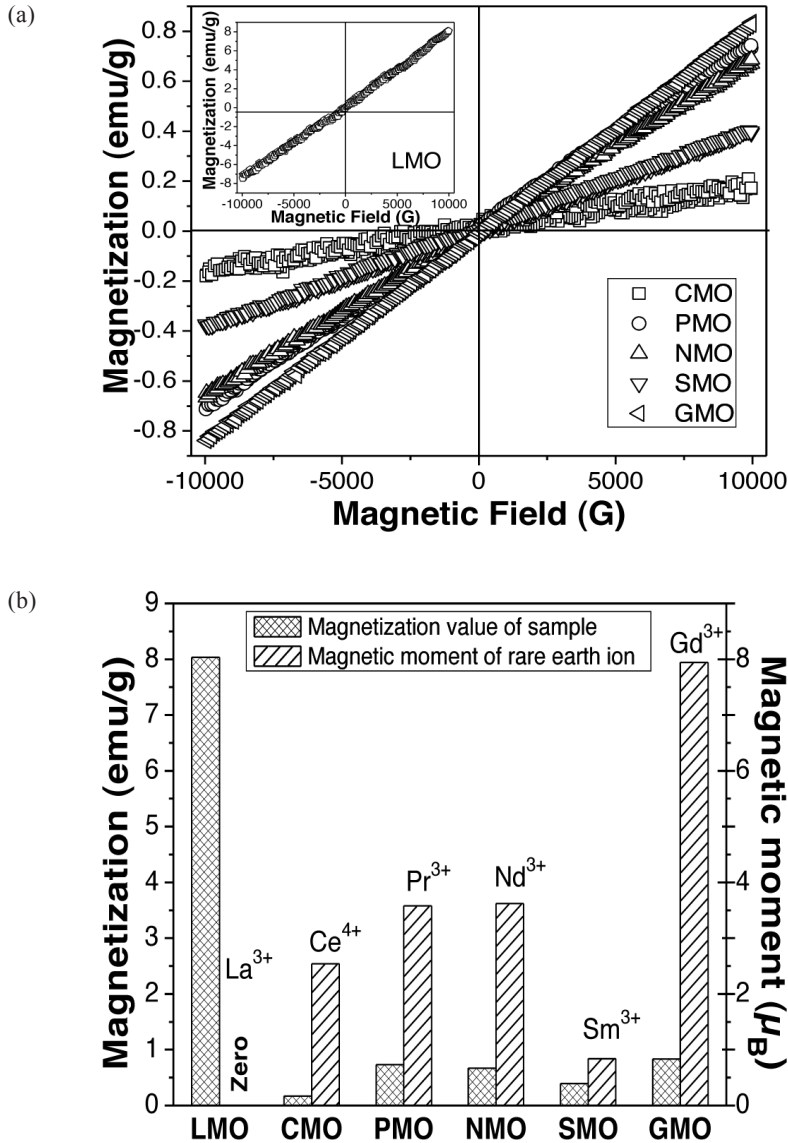 (a)
Magnetization (emu/g)
0.8
0.6
0.4
0.2
0.0
-0.2
-0.4
-0.6
-0.8
Magnetization (emu/g)
8
6
4
2
0
-2
-4
-6
-8
LMO
-10000 -5000 0 5000 10000
Magnetic Field (G)
CMO
PMO
NMO
SMO
GMO
-10000 -5000 0 5000 10000
Magnetic Field (G)
(b)
Magnetization (emu/g)
9
8
7
6
5
4
3
2
1
0
Magnetization value of sample
Magnetic moment of rare earth ion
La3+
Zero
Ce4+
Pr3+
Nd3+
Sm3+
Gd3+
8
6
4
2
0
Magnetic moment (μB)
LMO CMO PMO NMO SMO GMO